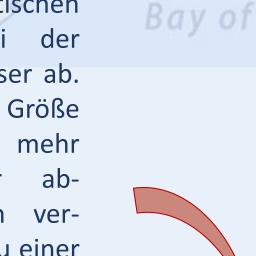 tischen
i der
ser ab.
Größe
mehr
ab-
ver-
u einer
Bay of